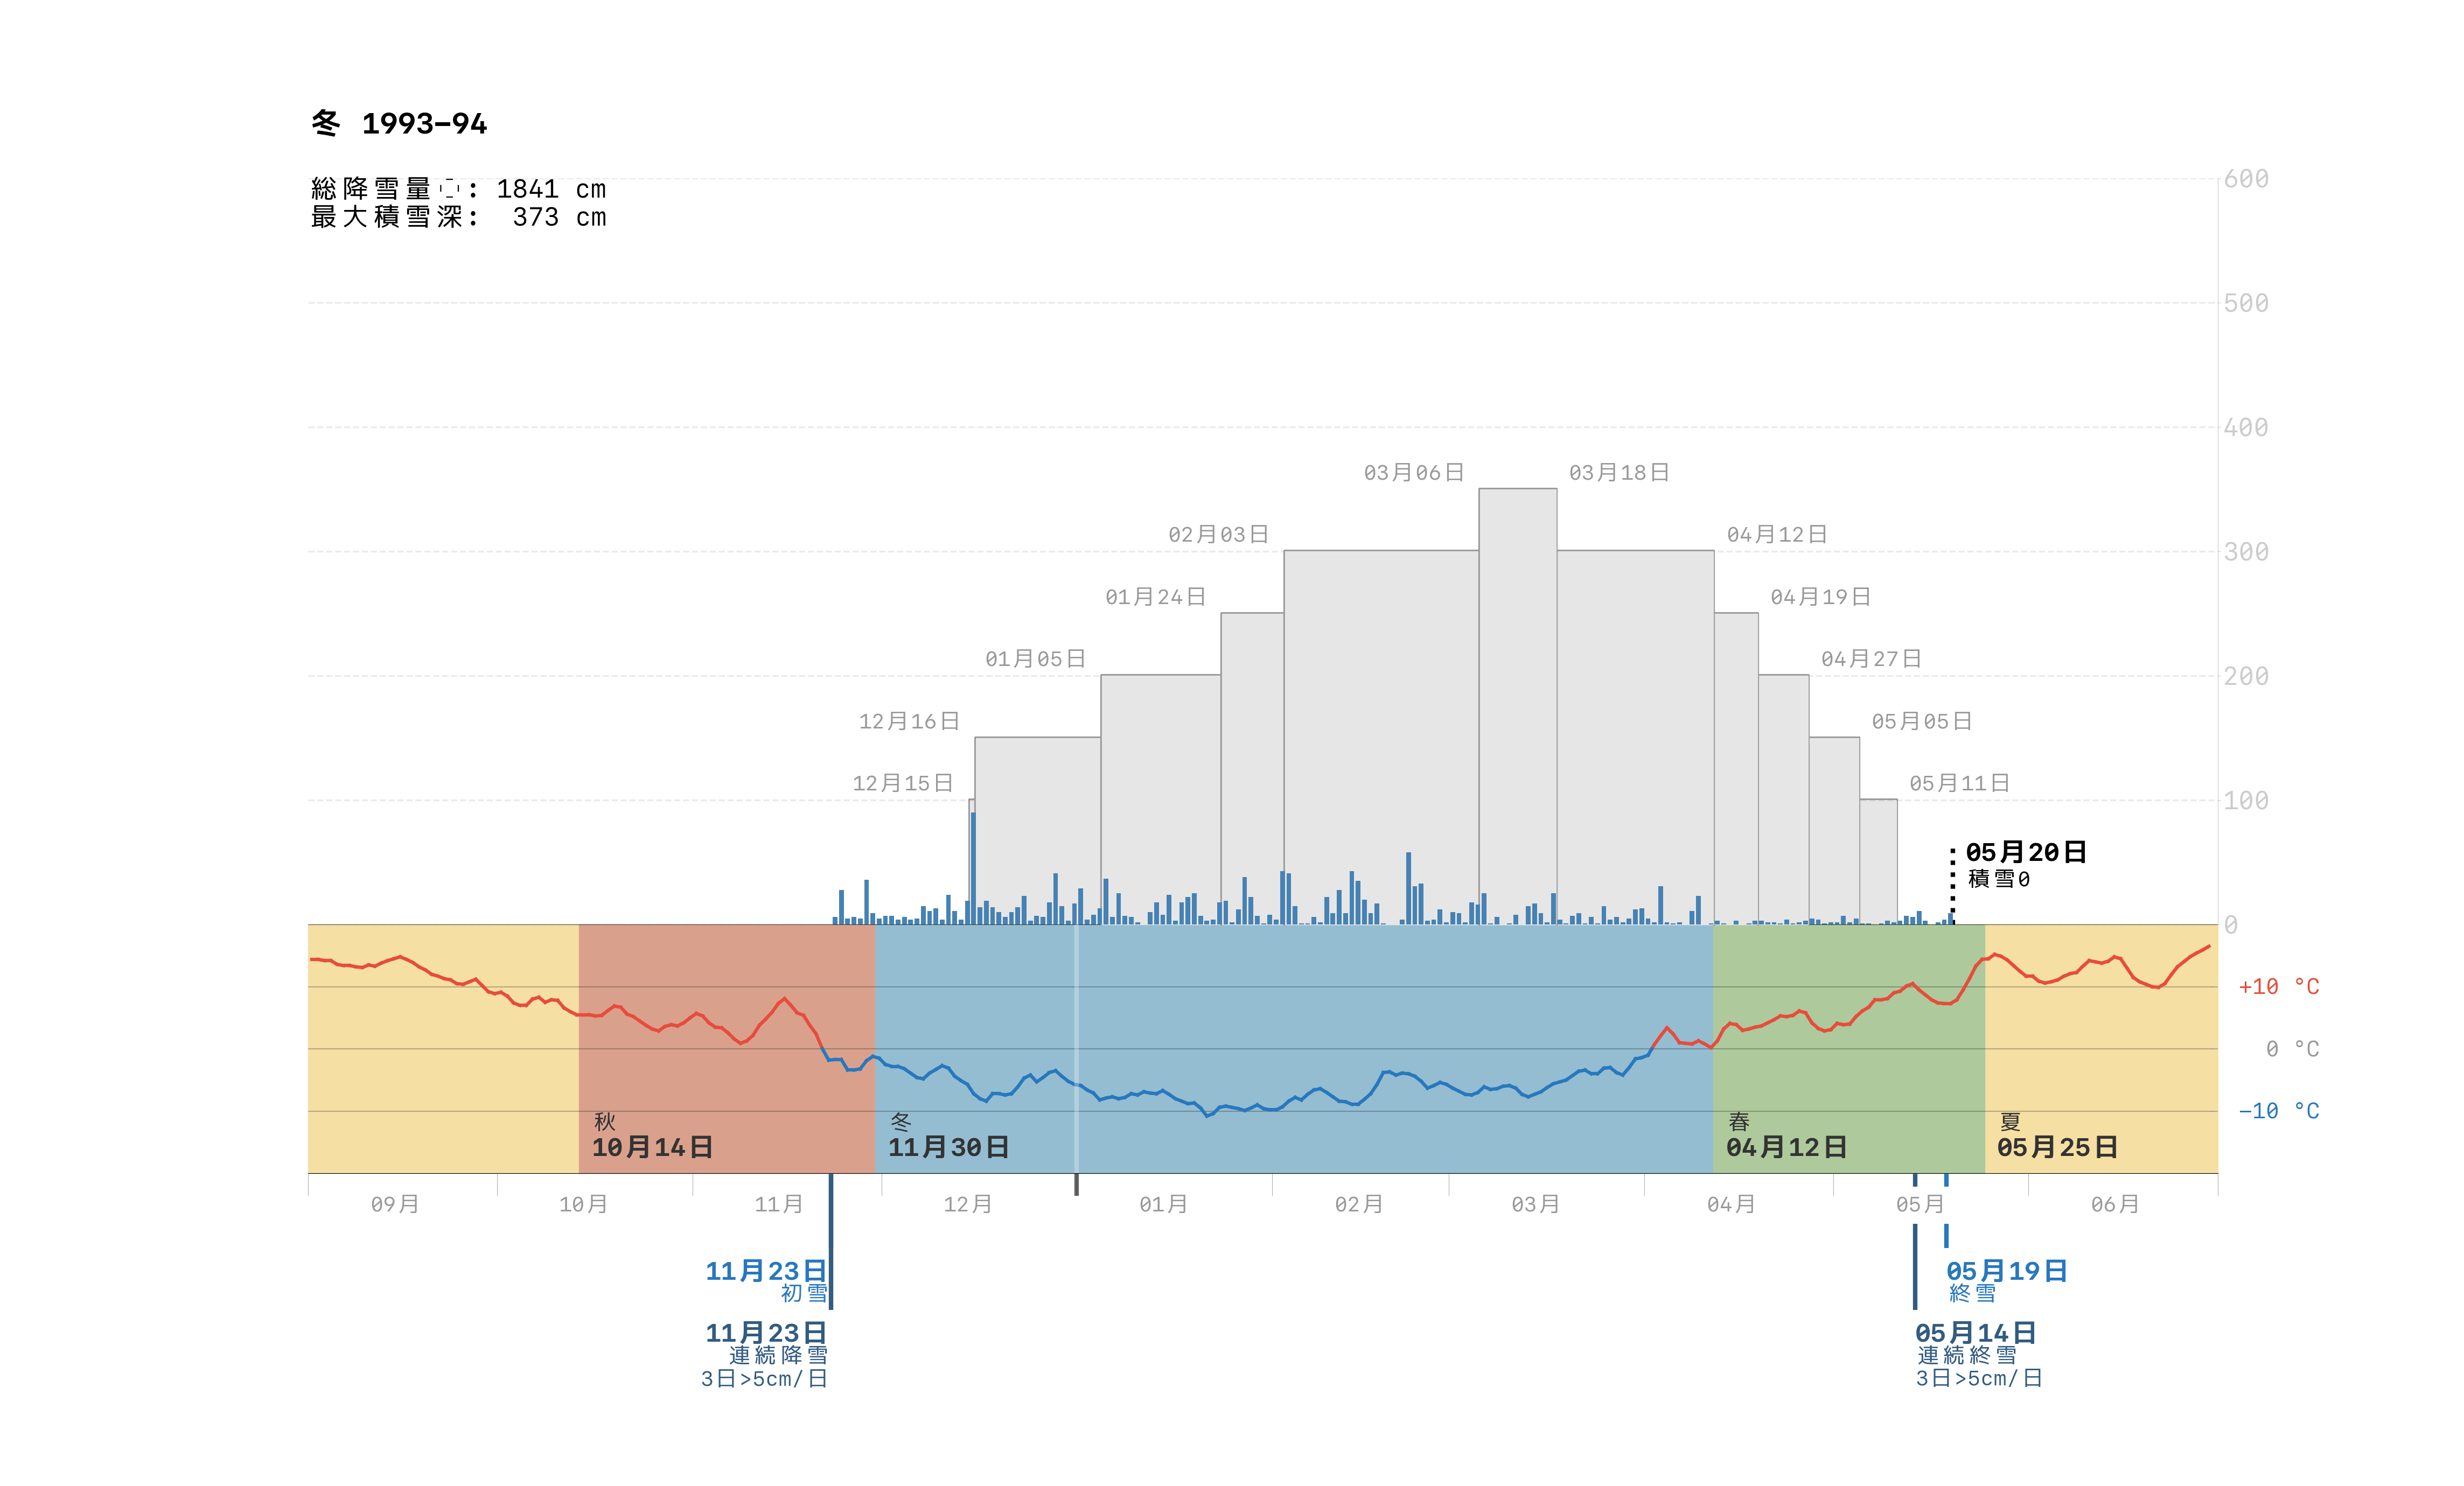 冬 1993–94
総降雪量: 1841 cm
最大積雪深: 373 cm
600
500
400
300
200
100
0
03月06日
03月18日
02月03日
04月12日
01月24日
04月19日
01月05日
04月27日
12月16日
05月05日
12月15日
05月11日
05月20日
積雪0
+10 °C
0 °C
−10 °C
秋
10月14日
冬
11月30日
春
04月12日
夏
05月25日
09月
10月
11月
12月
01月
02月
03月
04月
05月
06月
11月23日
初雪
11月23日
連続降雪
3日>5cm/日
05月19日
終雪
05月14日
連続終雪
3日>5cm/日